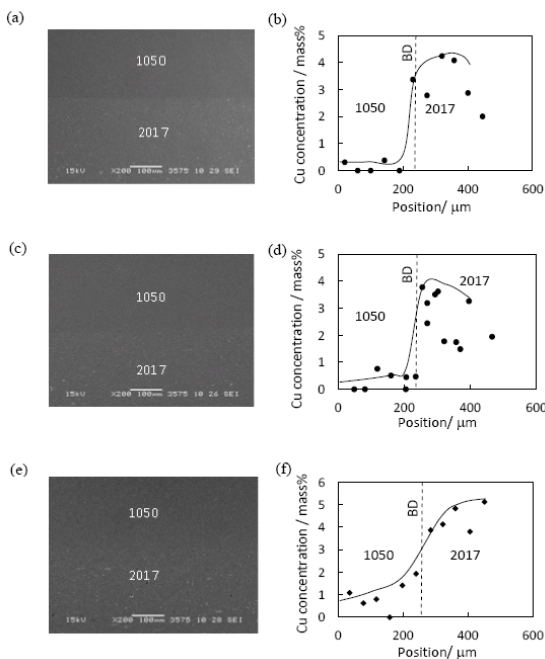 (a)
1050
2017
15kV X200 100μm 3575 10 29 SEI
(b)
Cu concentration / mass%
5
4
3
2
1
0
BD
1050
2017
0 200 400 600
Position/ μm
(c)
1050
2017
15kV X200 100μm 3575 10 26 SEI
(d)
Cu concentration / mass%
5
4
3
2
1
0
BD
1050
2017
0 200 400 600
Position/ μm
(e)
1050
2017
15kV X200 100μm 3575 10 28 SEI
(f)
Cu concentration / mass%
6
5
4
3
2
1
0
BD
1050
2017
0 200 400 600
Position/ μm